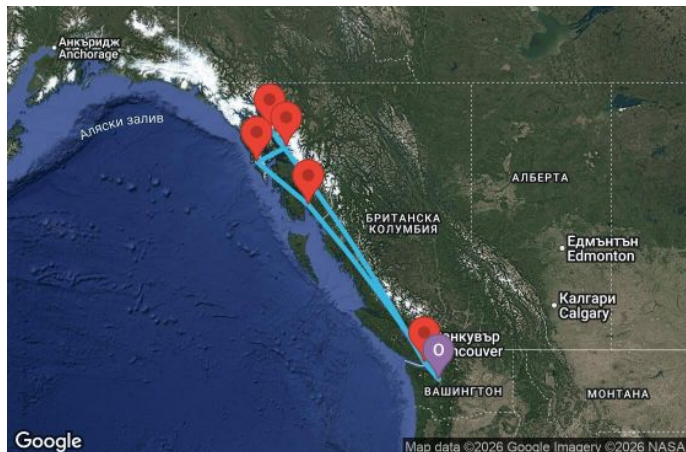 Анкъридж
Anchorage
Аляски залив
АЛБЕРТА
БРИТАНСКА
КОЛУМБИЯ
Едмънтън
Edmonton
Калгари
Calgary
нкувър
ncouver
O
ВАШИНГТОН
МОНТАНА
Google
Map data ©2026 Google Imagery ©2026 NASA